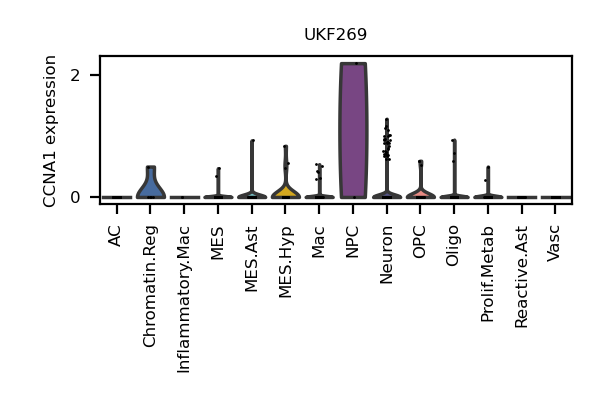 UKF269
CCNA1 expression
2
0
AC
Chromatin.Reg
Inflammatory.Mac
MES
MES.Ast
MES.Hyp
Mac
NPC
Neuron
OPC
Oligo
Prolif.Metab
Reactive.Ast
Vasc